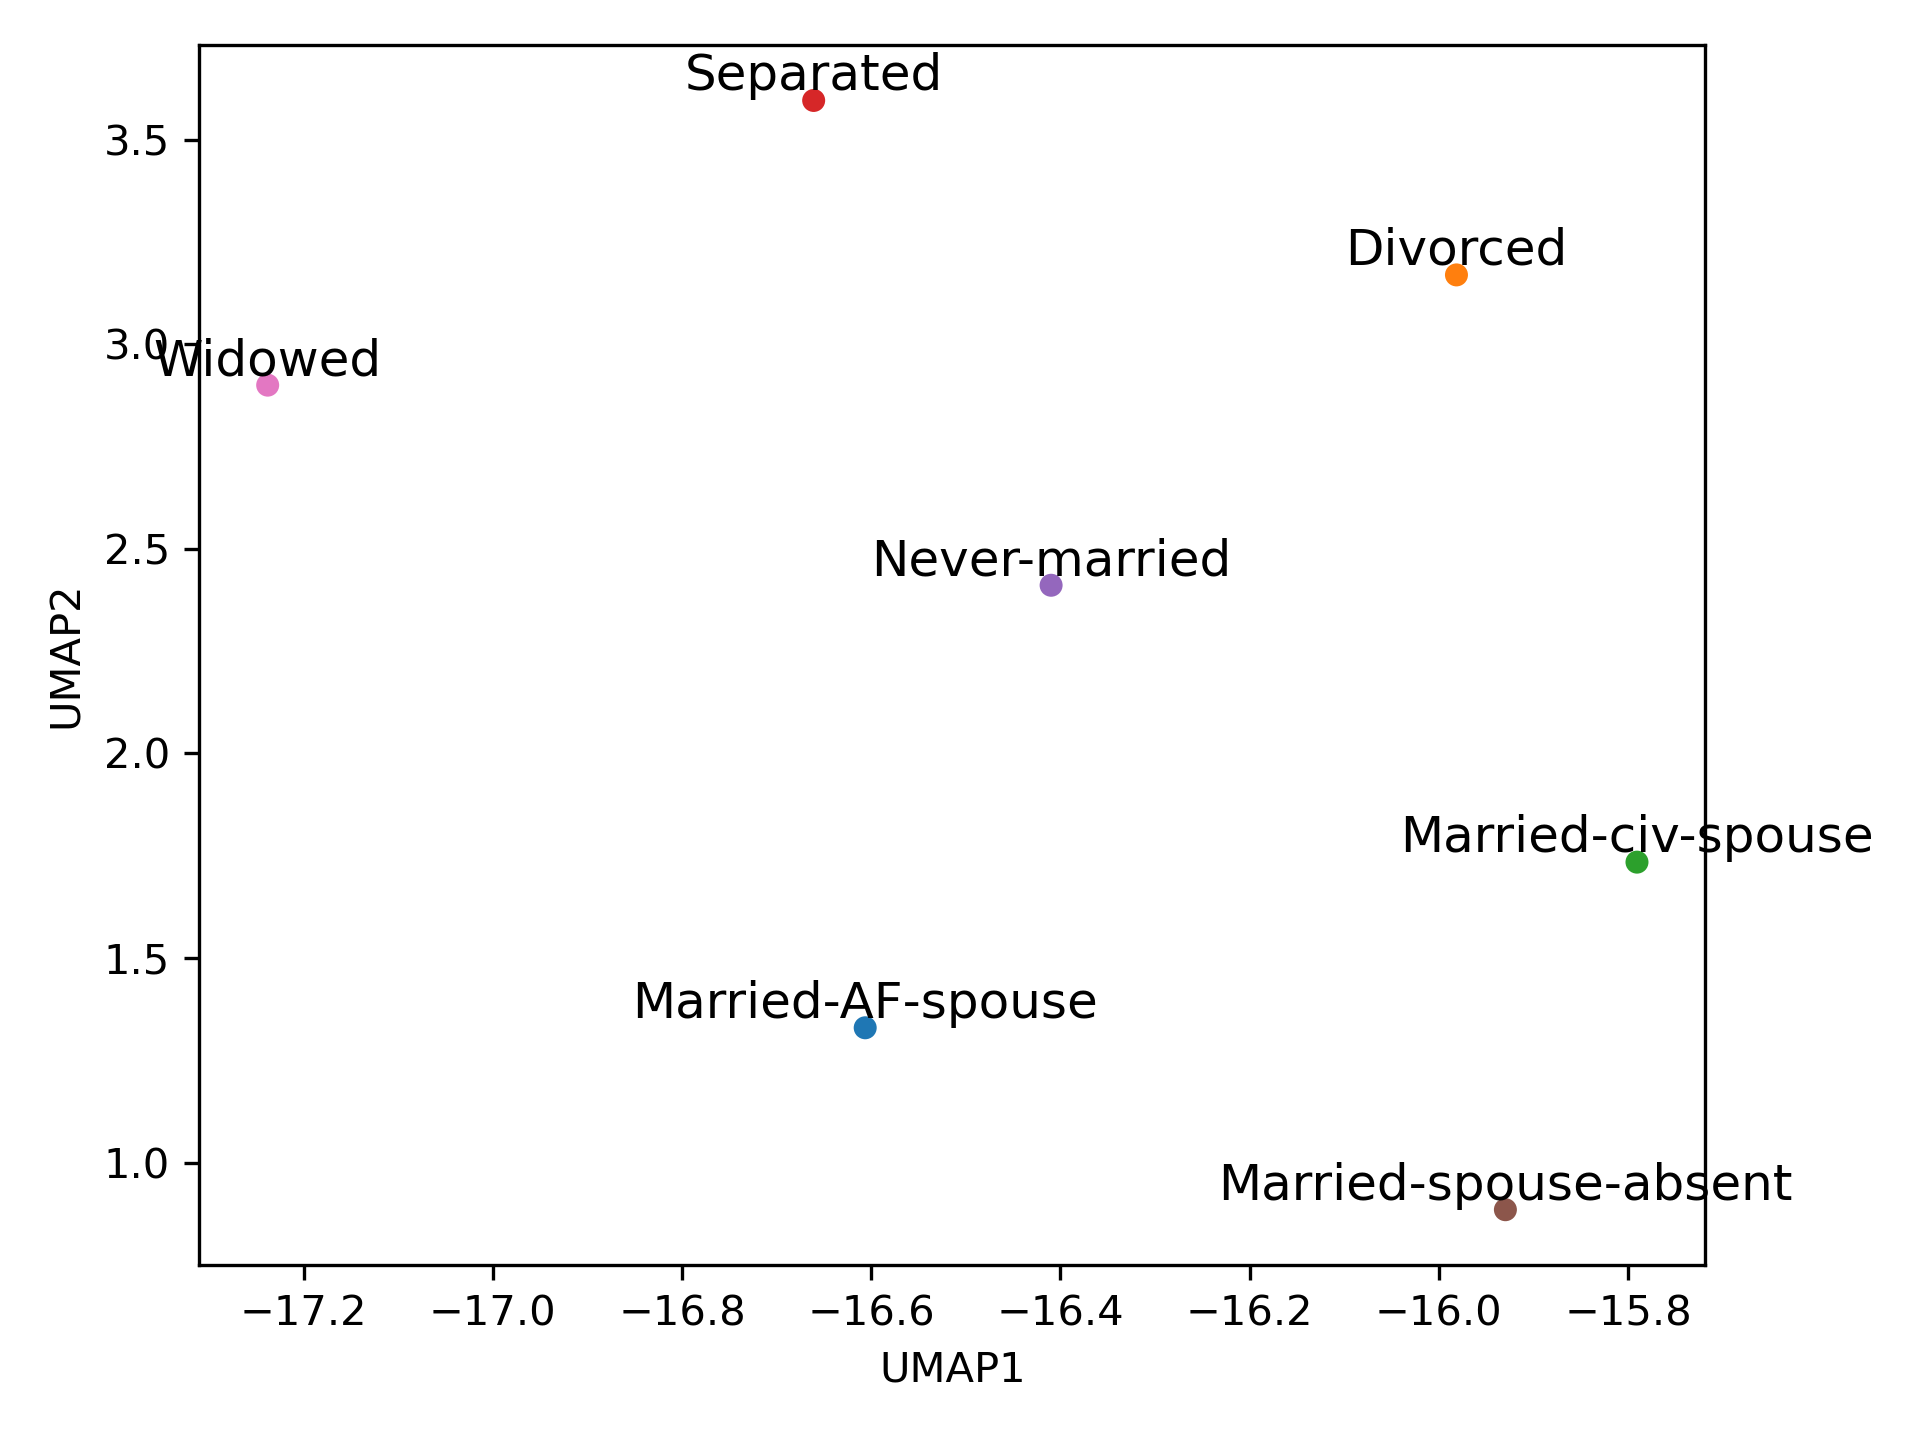 Separated
3.5
Divorced
3.0
Widowed
2.5
Never-married
UMAP2
2.0
Married-civ-spouse
1.5
Married-AF-spouse
1.0
Married-spouse-absent
−17.2 −17.0 −16.8 −16.6 −16.4 −16.2 −16.0 −15.8
UMAP1